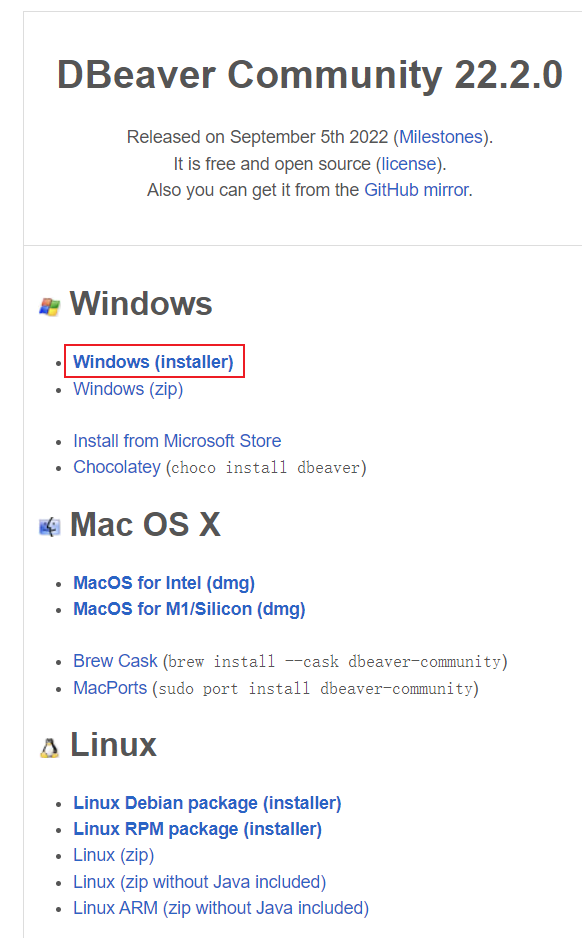 DBeaver Community 22.2.0
Released on September 5th 2022 (Milestones).
It is free and open source (license).
Also you can get it from the GitHub mirror.
Windows
Windows (installer)
Windows (zip)
Install from Microsoft Store
Chocolatey (choco install dbeaver)
Mac OS X
MacOS for Intel (dmg)
MacOS for M1/Silicon (dmg)
Brew Cask (brew install --cask dbeaver-community)
MacPorts (sudo port install dbeaver-community)
Linux
Linux Debian package (installer)
Linux RPM package (installer)
Linux (zip)
Linux (zip without Java included)
Linux ARM (zip without Java included)